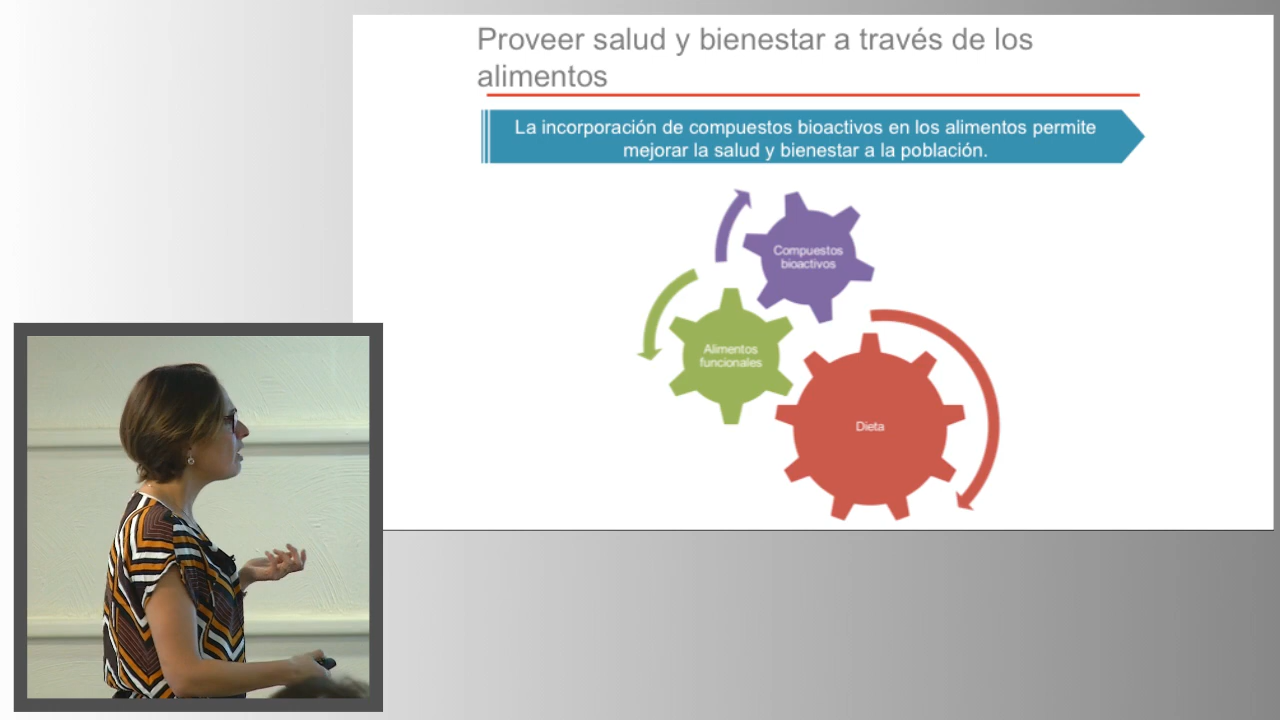 Proveer salud y bienestar a través de los
alimentos
La incorporación de compuestos bioactivos en los alimentos permite
mejorar la salud y bienestar a la población.
Compuestos
bioactivos
Alimentos
funcionales
Dieta